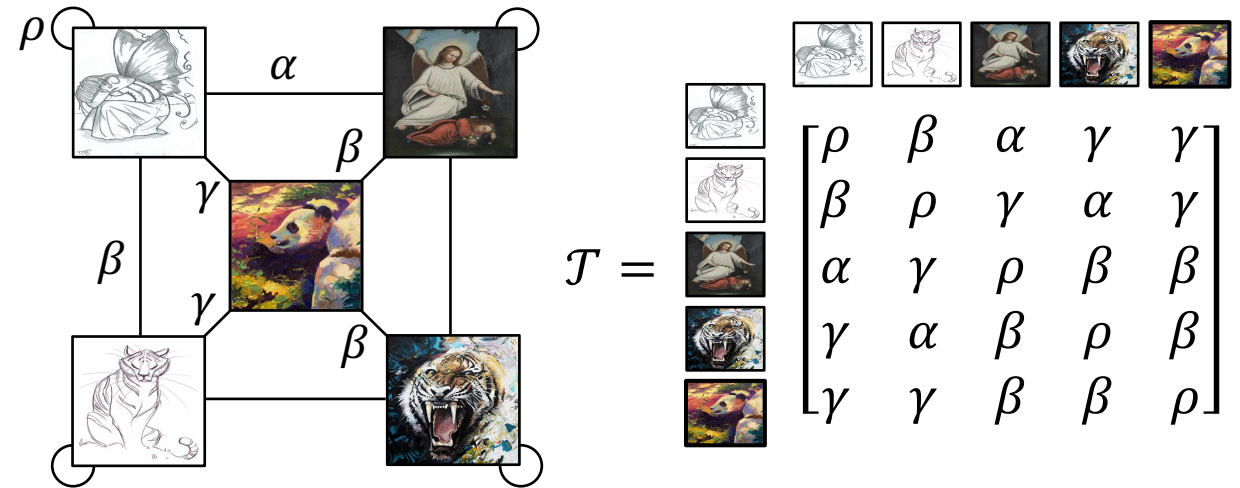 ρ
α
β
γ
β
γ
β
𝒯 =
ρ β α γ γ
β ρ γ α γ
α γ ρ β β
γ α β ρ β
γ γ β β ρ